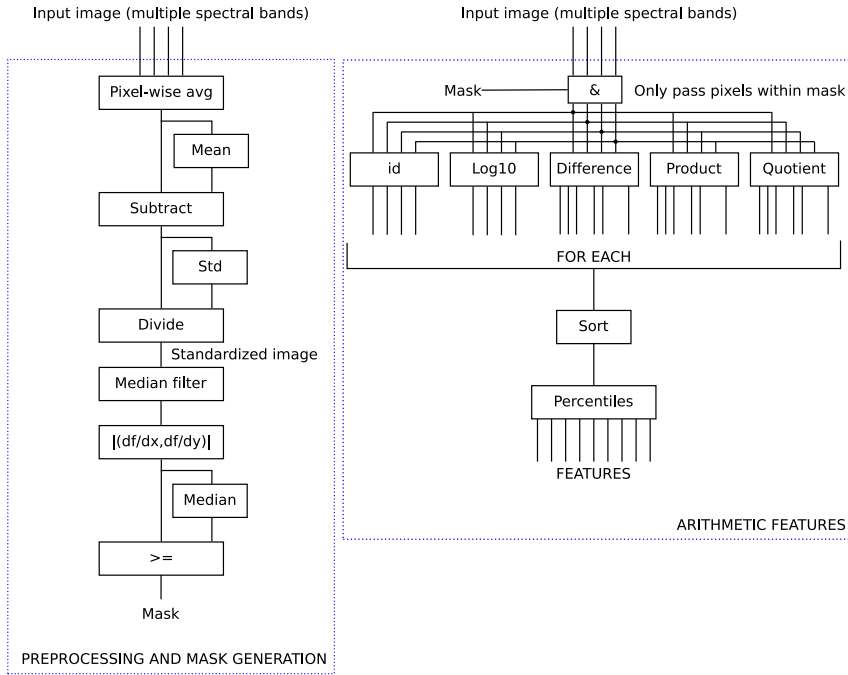 Input image (multiple spectral bands)
Pixel-wise avg
Mean
Subtract
Std
Divide
Standardized image
Median filter
|(df/dx,df/dy)|
Median
>=
Mask
PREPROCESSING AND MASK GENERATION
Input image (multiple spectral bands)
Mask
&
Only pass pixels within mask
id
Log10
Difference
Product
Quotient
FOR EACH
Sort
Percentiles
FEATURES
ARITHMETIC FEATURES